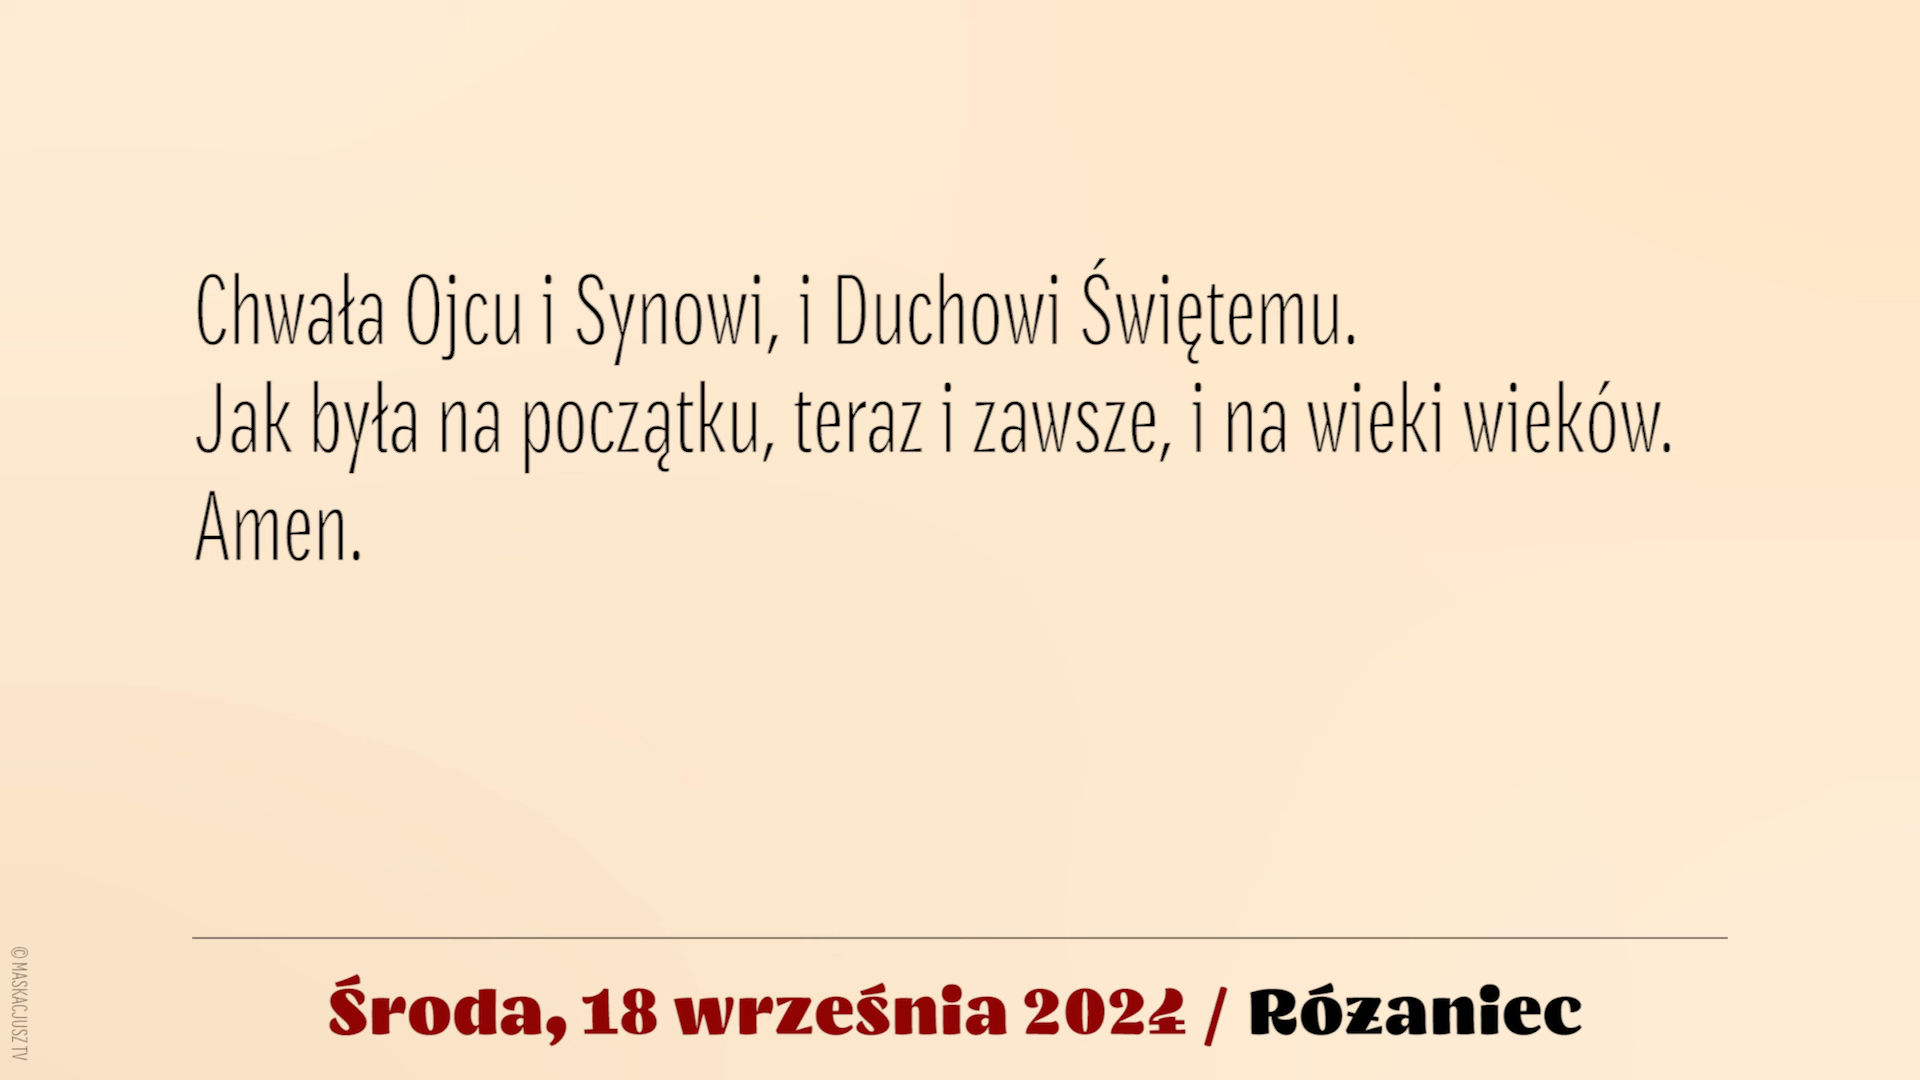 Chwała Ojcu i Synowi, i Duchowi Świętemu.
Jak była na początku, teraz i zawsze, i na wieki wieków.
Amen.
Środa, 18 września 2024 / Różaniec
© MASKACJUSZ TV